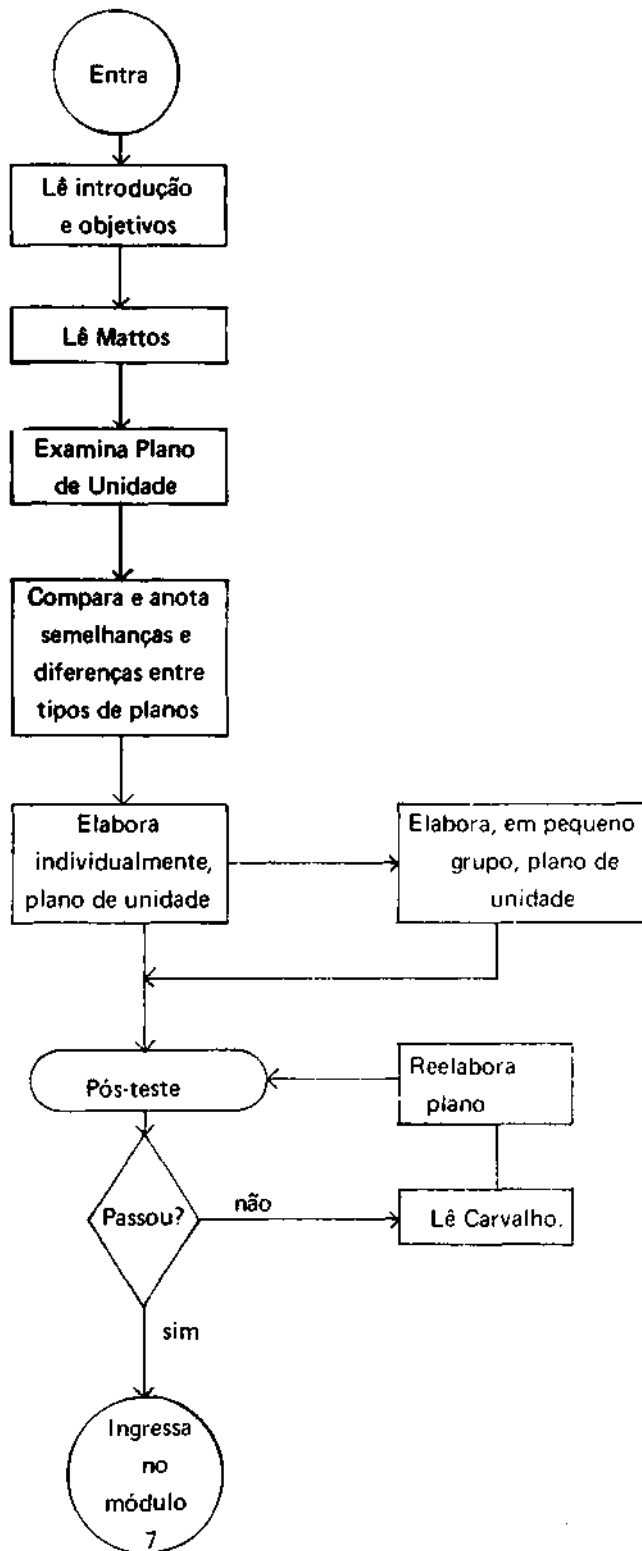 Entra
Lê introdução
e objetivos
Lê Mattos
Examina Plano
de Unidade
Compara e anota
semelhanças e
diferenças entre
tipos de planos
Elabora
individualmente,
plano de unidade
Elabora, em pequeno
grupo, plano de
unidade
Pós-teste
Reelabora
plano
Passou?
não
Lê Carvalho.
sim
Ingressa
no
módulo
7